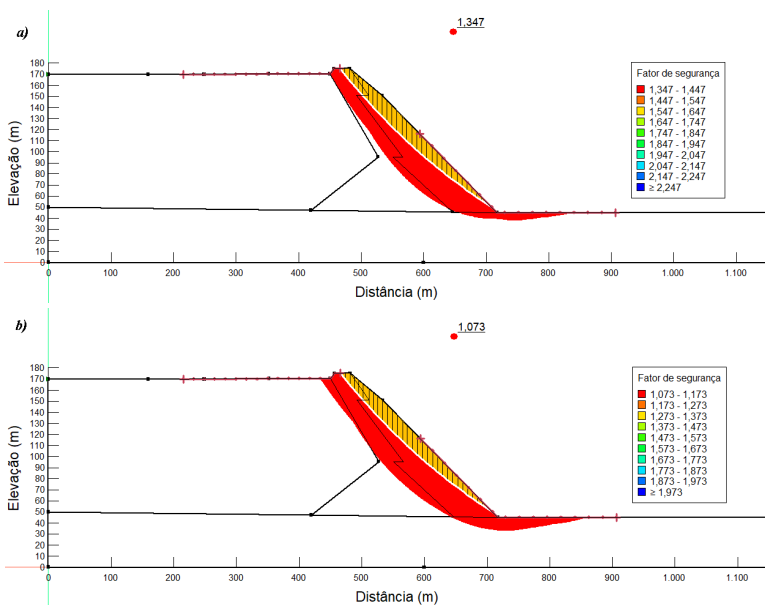 a)
1,347
Fator de segurança
1,347 - 1,447
1,447 - 1,547
1,547 - 1,647
1,647 - 1,747
1,747 - 1,847
1,847 - 1,947
1,947 - 2,047
2,047 - 2,147
2,147 - 2,247
≥ 2,247
Elevação (m)
180
170
160
150
140
130
120
110
100
90
80
70
60
50
40
30
20
10
0
0 100 200 300 400 500 600 700 800 900 1.000 1.100
Distância (m)
b)
1,073
Fator de segurança
1,073 - 1,173
1,173 - 1,273
1,273 - 1,373
1,373 - 1,473
1,473 - 1,573
1,573 - 1,673
1,673 - 1,773
1,773 - 1,873
1,873 - 1,973
≥ 1,973
Elevação (m)
180
170
160
150
140
130
120
110
100
90
80
70
60
50
40
30
20
10
0
0 100 200 300 400 500 600 700 800 900 1.000 1.100
Distância (m)